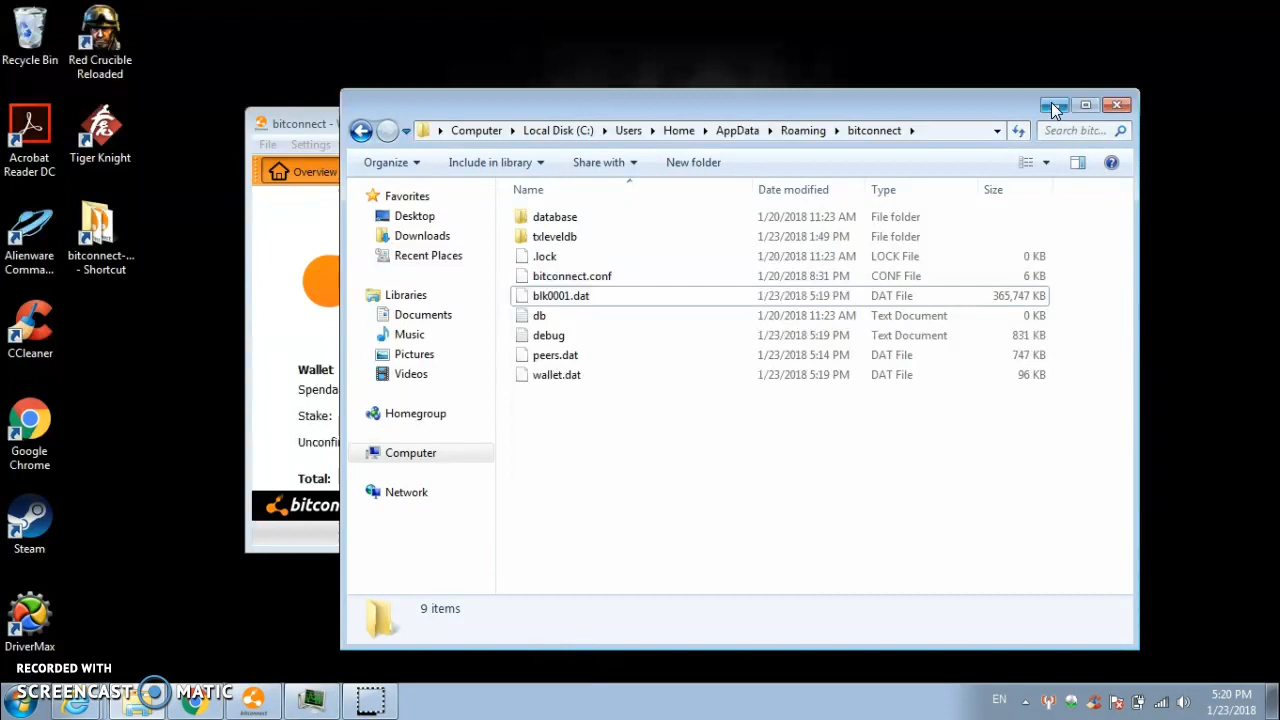 Recycle Bin
Red Crucible
Reloaded
Acrobat
Reader DC
Tiger Knight
Alienware
Comma...
bitconnect-...
- Shortcut
CCleaner
Google
Chrome
Steam
DriverMax
bitconnect -
File Settings
Overview
Wallet
Stake:
Total:
Computer Local Disk (C:) Users Home AppData Roaming bitconnect
Search bitc...
Organize Include in library Share with New folder
Name Date modified Type Size
Favorites
Desktop
Downloads
Recent Places
Libraries
Documents
Music
Pictures
Videos
Homegroup
Computer
Network
database 1/20/2018 11:23 AM File folder
txleveldb 1/23/2018 1:49 PM File folder
.lock 1/20/2018 11:23 AM LOCK File 0 KB
bitconnect.conf 1/20/2018 8:31 PM CONF File 6 KB
blk0001.dat 1/23/2018 5:19 PM DAT File 365,747 KB
db 1/20/2018 11:23 AM Text Document 0 KB
debug 1/23/2018 5:19 PM Text Document 831 KB
peers.dat 1/23/2018 5:14 PM DAT File 747 KB
wallet.dat 1/23/2018 5:19 PM DAT File 96 KB
9 items
RECORDED WITH
SCREENCAST MATIC
bitconnect
EN
5:20 PM
1/23/2018